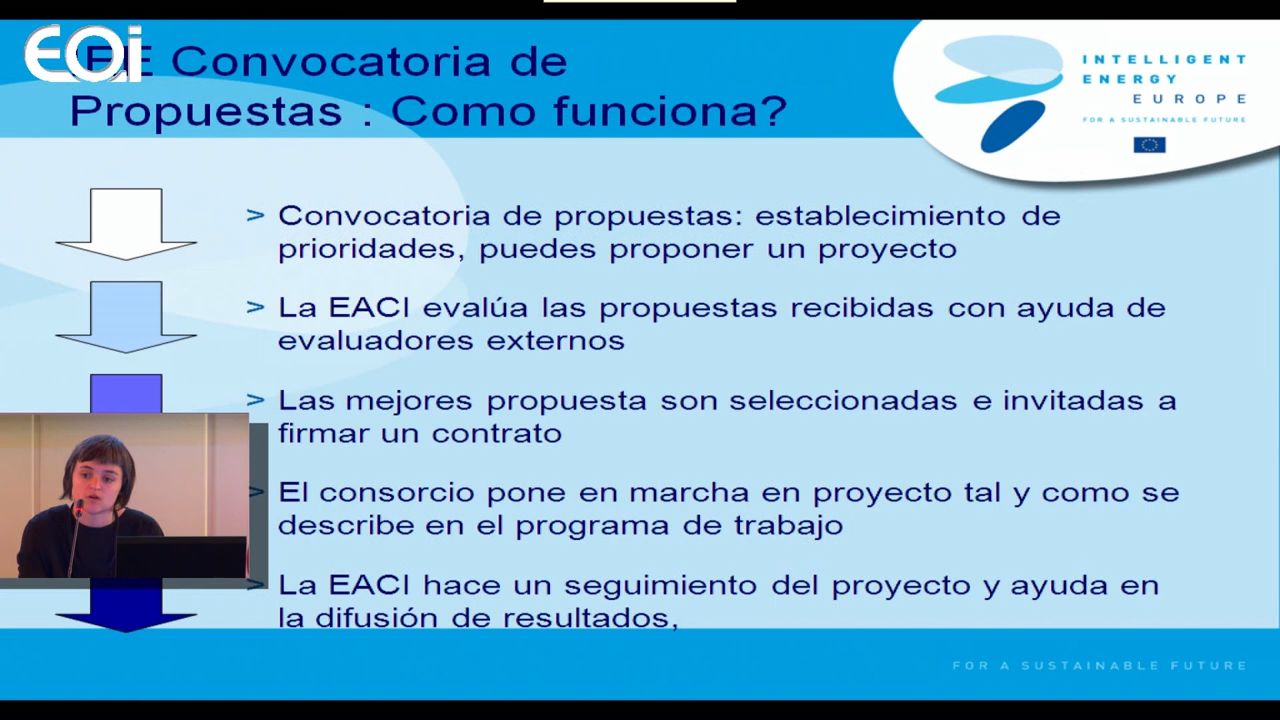 EOi
Convocatoria de
Propuestas : Como funciona?
INTELLIGENT
ENERGY
EUROPE
FOR A SUSTAINABLE FUTURE
> Convocatoria de propuestas: establecimiento de
prioridades, puedes proponer un proyecto
> La EACI evalúa las propuestas recibidas con ayuda de
evaluadores externos
> Las mejores propuesta son seleccionadas e invitadas a
firmar un contrato
> El consorcio pone en marcha en proyecto tal y como se
describe en el programa de trabajo
> La EACI hace un seguimiento del proyecto y ayuda en
la difusión de resultados,
FOR A SUSTAINABLE FUTURE